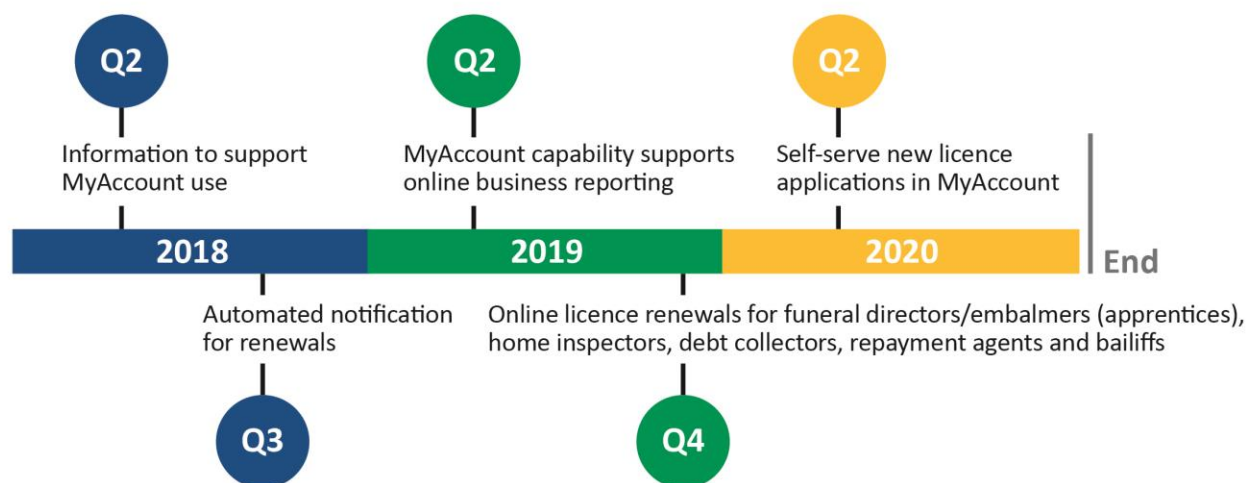 Q2
Q2
Q2
Information to support
MyAccount use
MyAccount capability supports
online business reporting
Self-serve new licence
applications in MyAccount
2018
2019
2020
End
Automated notification
for renewals
Online licence renewals for funeral directors/embalmers (apprentices),
home inspectors, debt collectors, repayment agents and bailiffs
Q3
Q4